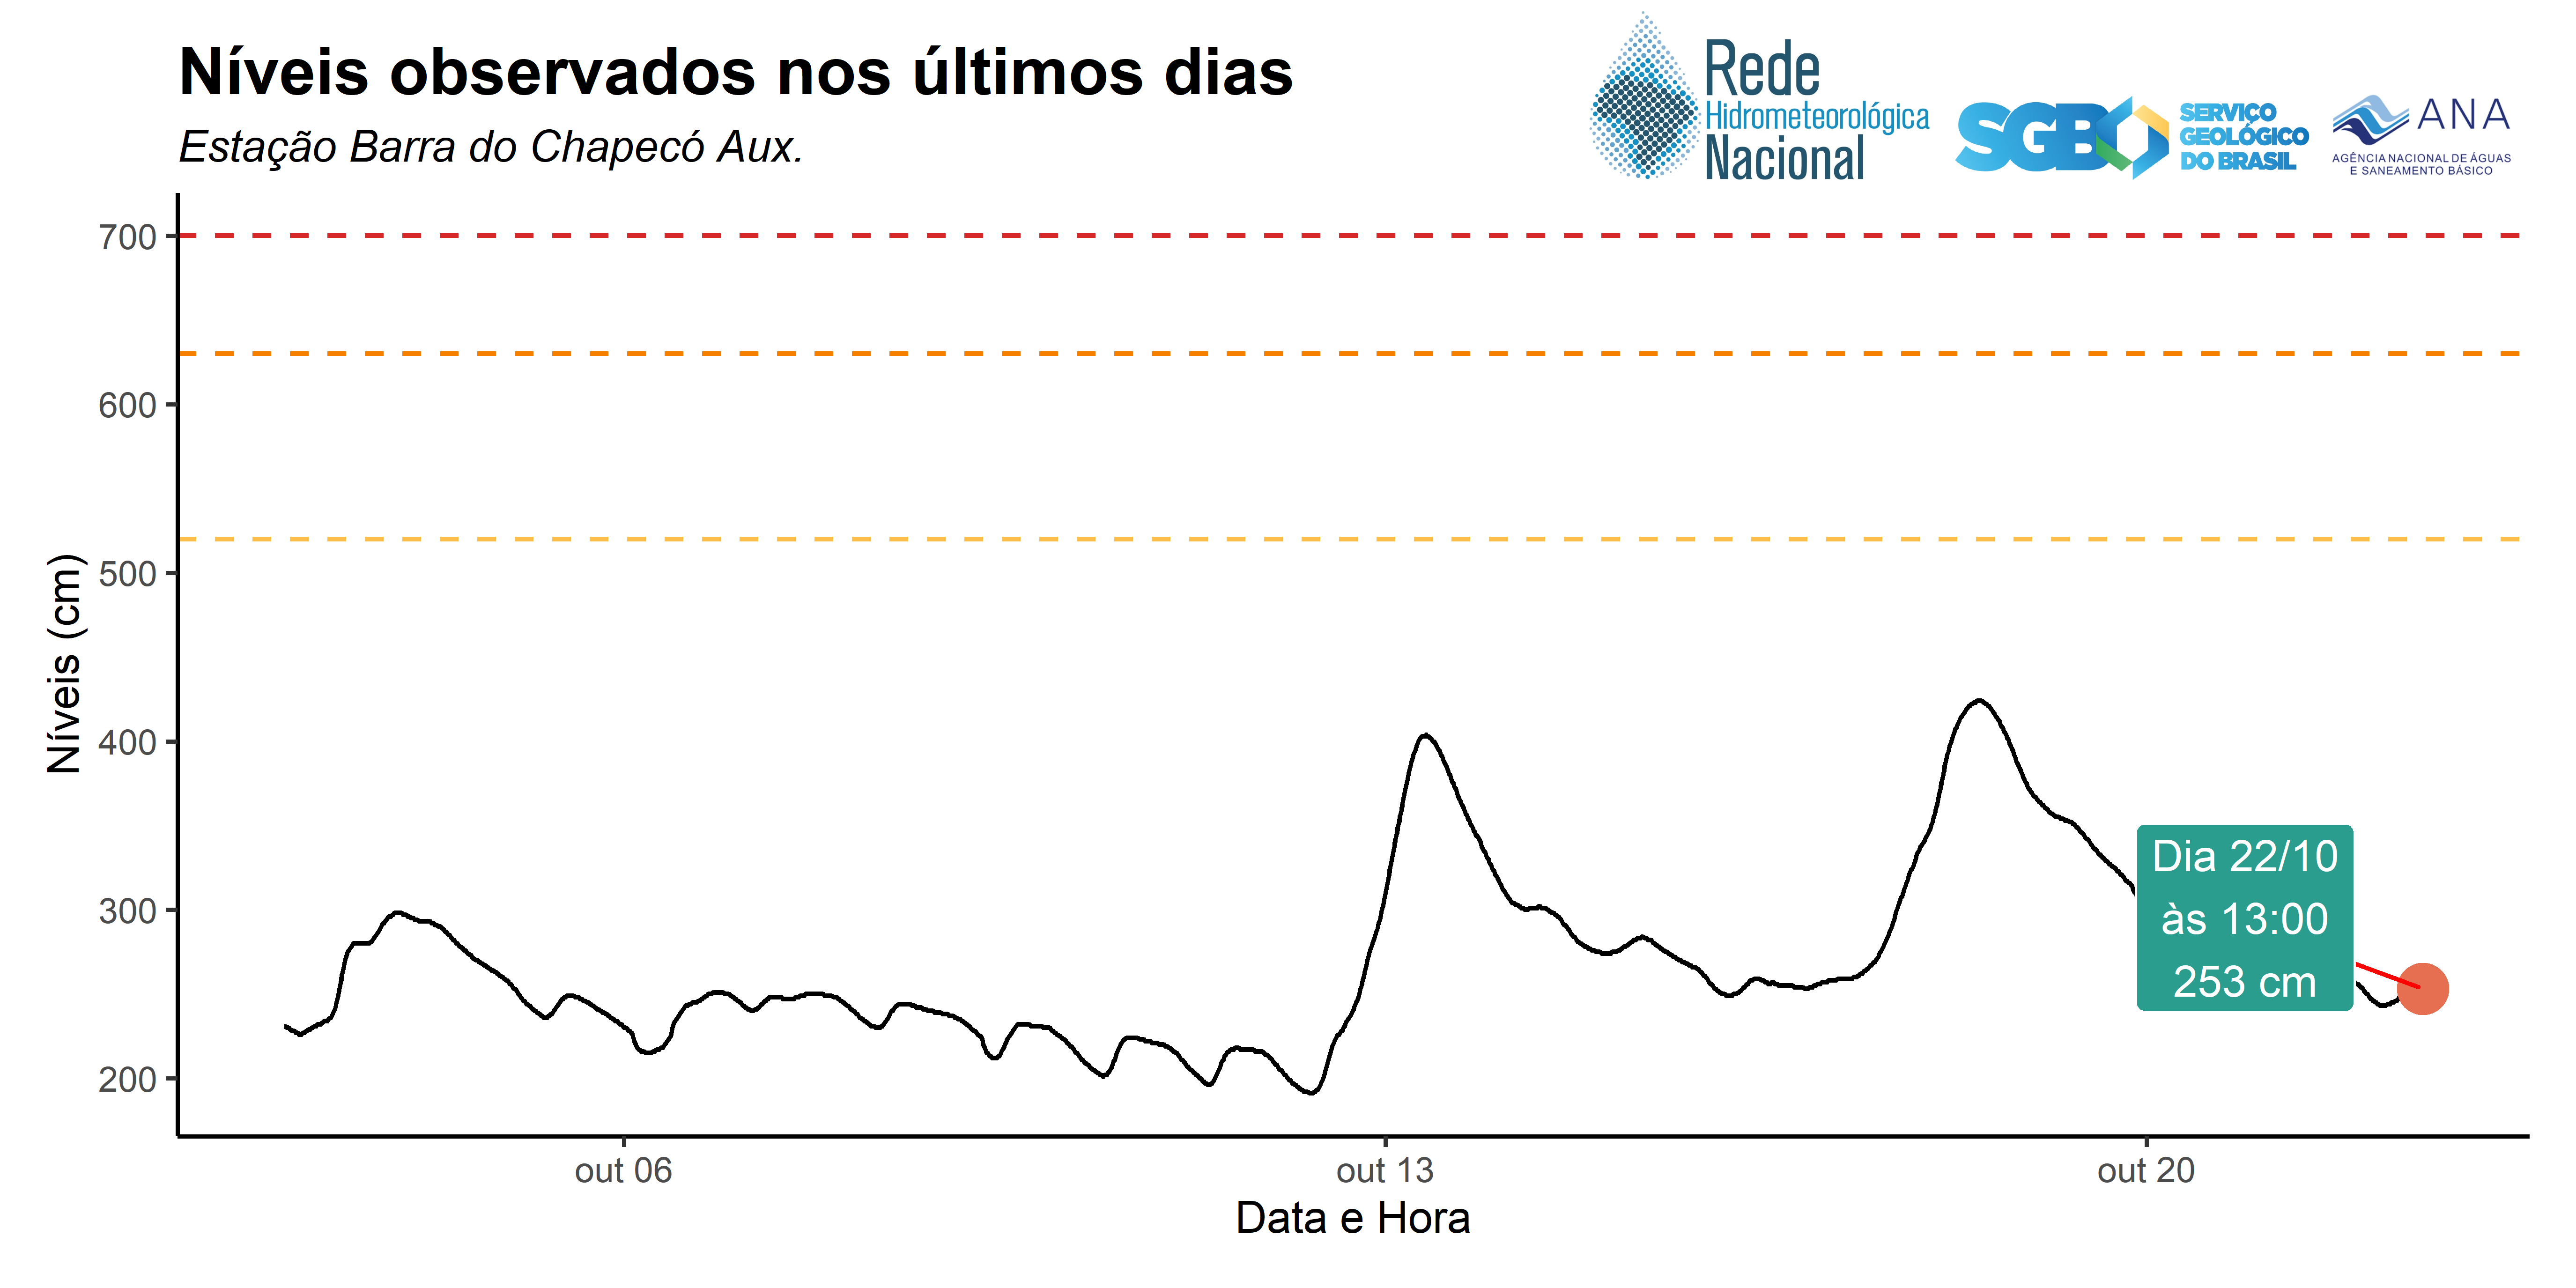 Níveis observados nos últimos dias
Estação Barra do Chapecó Aux.
Rede
Hidrometeorológica
Nacional
SGB
SERVIÇO
GEOLÓGICO
DO BRASIL
ANA
AGÊNCIA NACIONAL DE ÁGUAS
E SANEAMENTO BÁSICO
Níveis (cm)
700
600
500
400
300
200
Dia 22/10
às 13:00
253 cm
out 06
out 13
out 20
Data e Hora